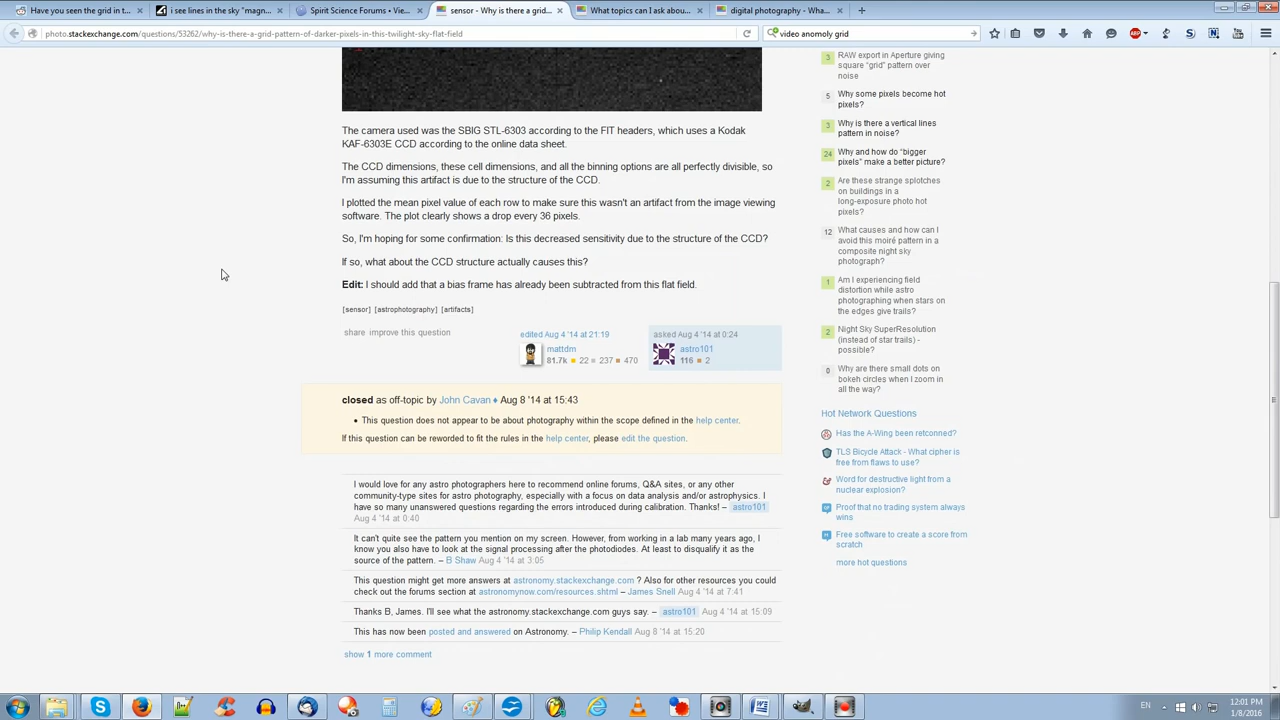 Have you seen the grid in t...
i see lines in the sky "magn...
Spirit Science Forums • Vie...
sensor - Why is there a grid...
What topics can I ask abou...
digital photography - Wha...
photo.stackexchange.com/questions/53262/why-is-there-a-grid-pattern-of-darker-pixels-in-this-twilight-sky-flat-field
video anomoly grid
ABP
The camera used was the SBIG STL-6303 according to the FIT headers, which uses a Kodak
KAF-6303E CCD according to the online data sheet.
The CCD dimensions, these cell dimensions, and all the binning options are all perfectly divisible, so
I'm assuming this artifact is due to the structure of the CCD.
I plotted the mean pixel value of each row to make sure this wasn't an artifact from the image viewing
software. The plot clearly shows a drop every 36 pixels.
So, I'm hoping for some confirmation: Is this decreased sensitivity due to the structure of the CCD?
If so, what about the CCD structure actually causes this?
Edit: I should add that a bias frame has already been subtracted from this flat field.
[sensor] [astrophotography] [artifacts]
share improve this question
edited Aug 4 '14 at 21:19
mattdm
81.7k 22 237 470
asked Aug 4 '14 at 0:24
astro101
116 2
closed as off-topic by John Cavan♦ Aug 8 '14 at 15:43
• This question does not appear to be about photography within the scope defined in the help center.
If this question can be reworded to fit the rules in the help center, please edit the question.
I would love for any astro photographers here to recommend online forums, Q&A sites, or any other
community-type sites for astro photography, especially with a focus on data analysis and/or astrophysics. I
have so many unanswered questions regarding the errors introduced during calibration. Thanks! – astro101
Aug 4 '14 at 0:40
It can't quite see the pattern you mention on my screen. However, from working in a lab many years ago, I
know you also have to look at the signal processing after the photodiodes. At least to disqualify it as the
source of the pattern. – B Shaw Aug 4 '14 at 3:05
This question might get more answers at astronomy.stackexchange.com ? Also for other resources you could
check out the forums section at astronomynow.com/resources.shtml – James Snell Aug 4 '14 at 7:41
Thanks B, James. I'll see what the astronomy.stackexchange.com guys say. – astro101 Aug 4 '14 at 15:09
This has now been posted and answered on Astronomy. – Philip Kendall Aug 8 '14 at 15:20
show 1 more comment
3 RAW export in Aperture giving
square "grid" pattern over
noise
5 Why some pixels become hot
pixels?
3 Why is there a vertical lines
pattern in noise?
24 Why and how do "bigger
pixels" make a better picture?
2 Are these strange splotches
on buildings in a
long-exposure photo hot
pixels?
12 What causes and how can I
avoid this moiré pattern in a
composite night sky
photograph?
1 Am I experiencing field
distortion while astro
photographing when stars on
the edges give trails?
2 Night Sky SuperResolution
(instead of star trails) -
possible?
0 Why are there small dots on
bokeh circles when I zoom in
all the way?
Hot Network Questions
Has the A-Wing been retconned?
TLS Bicycle Attack - What cipher is
free from flaws to use?
Word for destructive light from a
nuclear explosion?
Proof that no trading system always
wins
Free software to create a score from
scratch
more hot questions
EN
12:01 PM
1/8/2016